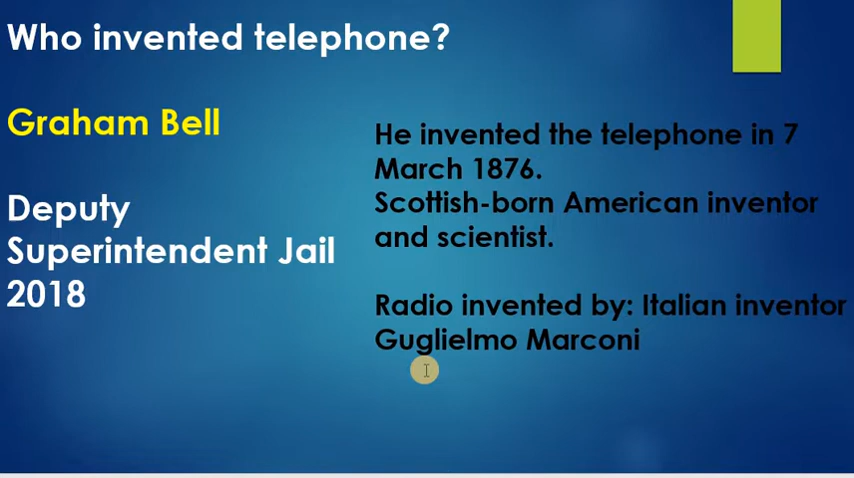 Who invented telephone?
Graham Bell
Deputy
Superintendent Jail
2018
He invented the telephone in 7
March 1876.
Scottish-born American inventor
and scientist.
Radio invented by: Italian inventor
Guglielmo Marconi